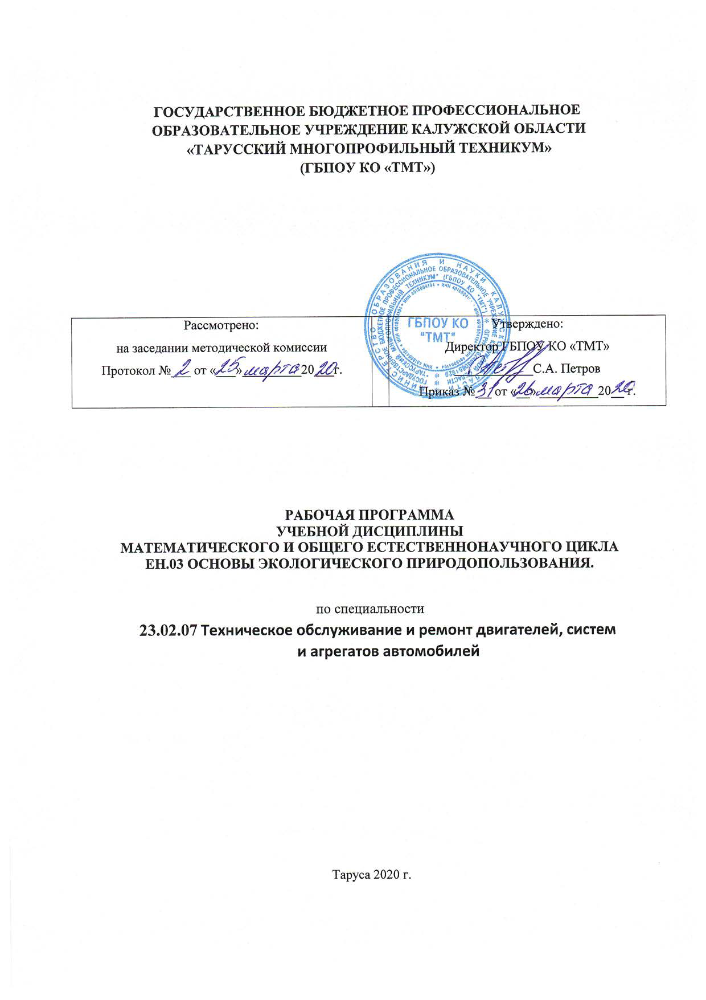 ГОСУДАРСТВЕННОЕ БЮДЖЕТНОЕ ПРОФЕССИОНАЛЬНОЕ
ОБРАЗОВАТЕЛЬНОЕ УЧРЕЖДЕНИЕ КАЛУЖСКОЙ ОБЛАСТИ
«ТАРУССКИЙ МНОГОПРОФИЛЬНЫЙ ТЕХНИКУМ»
(ГБПОУ КО «ТМТ»)
Рассмотрено:
на заседании методической комиссии
Протокол № 2 от «25» марта 2020г.
ГБПОУ КО
"ТМТ"
Утверждено:
Директор ГБПОУ КО «ТМТ»
С.А. Петров
Приказ № 31 от «26» марта 2020 г.
РАБОЧАЯ ПРОГРАММА
УЧЕБНОЙ ДИСЦИПЛИНЫ
МАТЕМАТИЧЕСКОГО И ОБЩЕГО ЕСТЕСТВЕННОНАУЧНОГО ЦИКЛА
ЕН.03 ОСНОВЫ ЭКОЛОГИЧЕСКОГО ПРИРОДОПОЛЬЗОВАНИЯ.
по специальности
23.02.07 Техническое обслуживание и ремонт двигателей, систем
и агрегатов автомобилей
Таруса 2020 г.